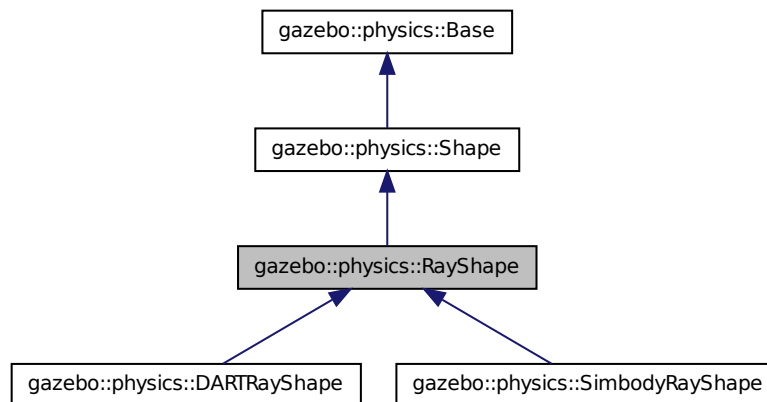 gazebo::physics::Base
gazebo::physics::Shape
gazebo::physics::RayShape
gazebo::physics::DARTRayShape
gazebo::physics::SimbodyRayShape